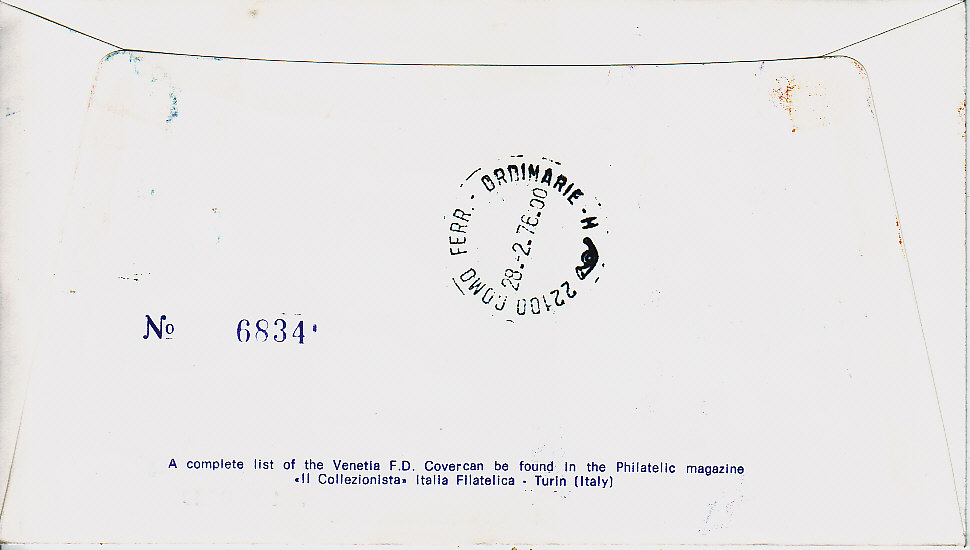 22100 COMO FERR. - ORDINARIE - H
28.-2.76.00
No 6834
A complete list of the Venetia F.D. Covercan be found in the Philatelic magazine
«Il Collezionista» Italia Filatelica - Turin (Italy)